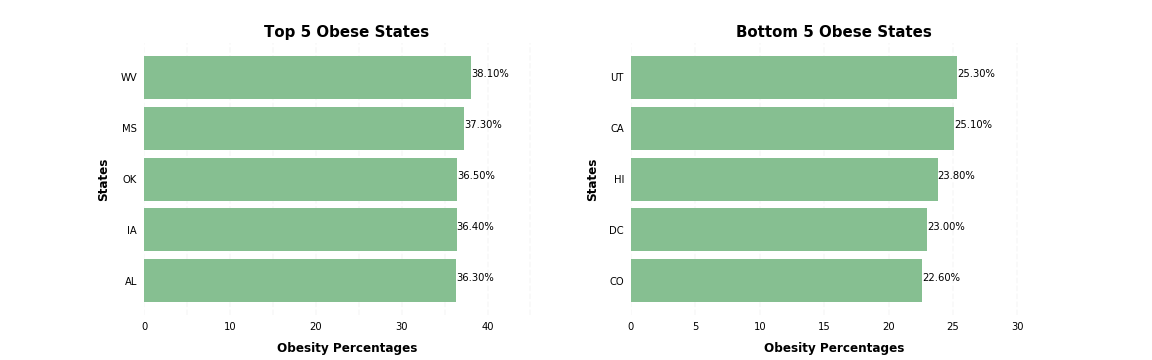 Top 5 Obese States
WV
38.10%
MS
37.30%
OK
36.50%
IA
36.40%
AL
36.30%
States
0 10 20 30 40
Obesity Percentages
Bottom 5 Obese States
UT
25.30%
CA
25.10%
HI
23.80%
DC
23.00%
CO
22.60%
States
0 5 10 15 20 25 30
Obesity Percentages